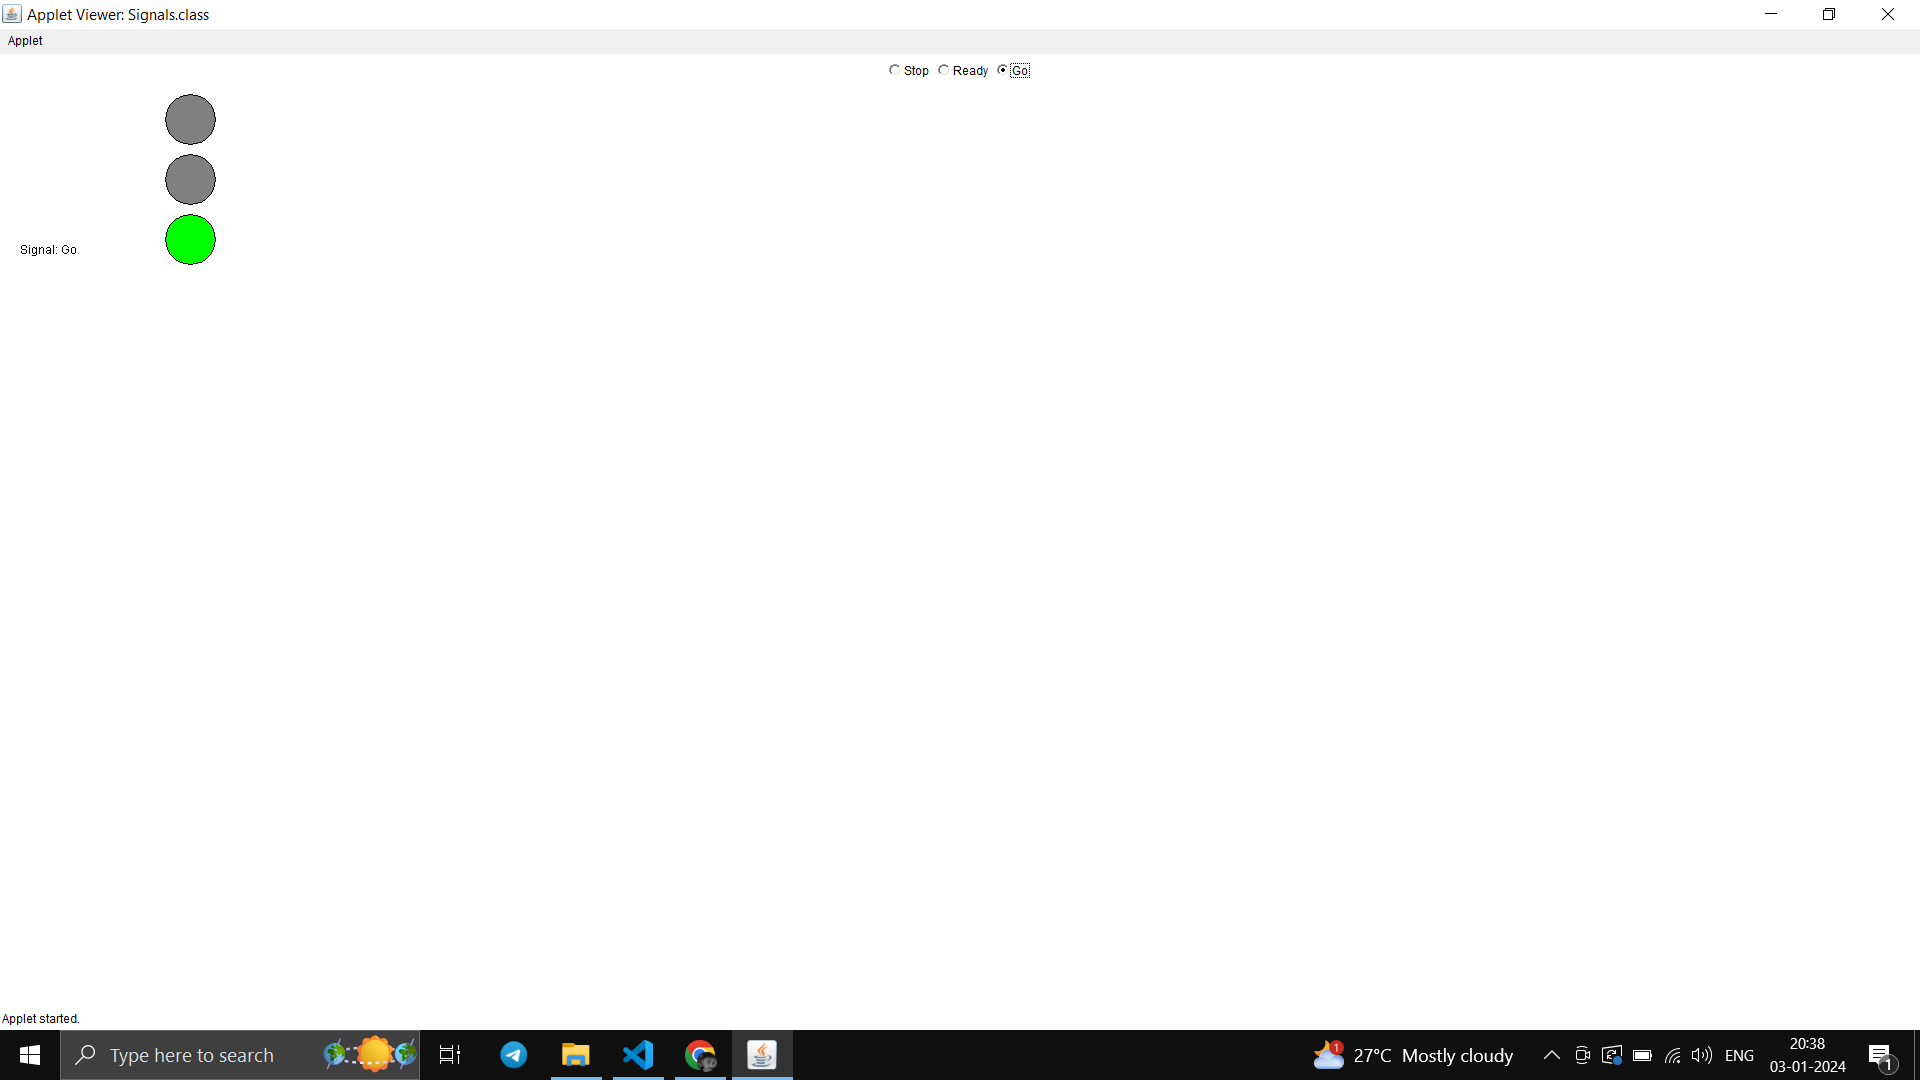 Applet Viewer: Signals.class
Applet
Stop Ready Go
Signal: Go
Applet started.
Type here to search
1
27°C Mostly cloudy
ENG
20:38
03-01-2024
1